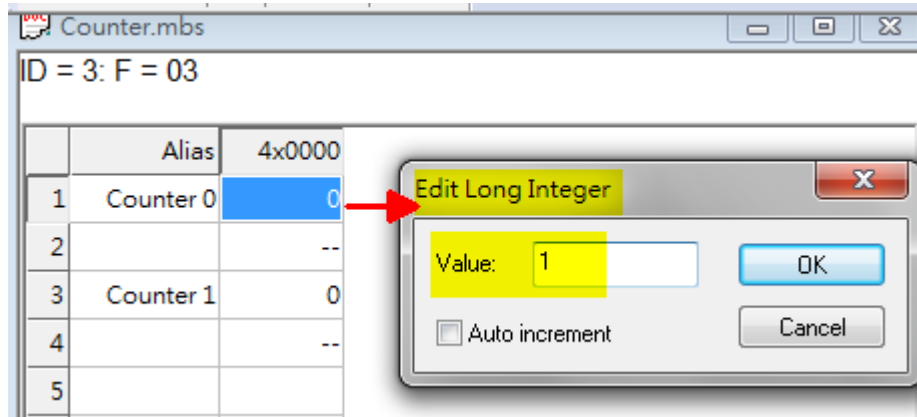 Counter.mbs
ID = 3: F = 03
Alias 4x0000
1 Counter 0 0
2 --
3 Counter 1 0
4 --
5
Edit Long Integer
Value: 1
OK
Auto increment
Cancel